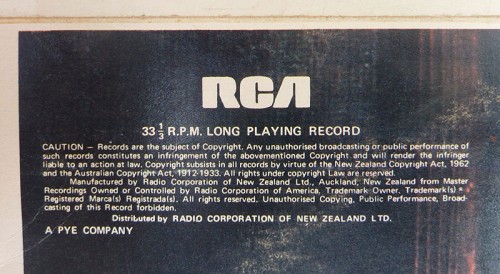 RCA
33 1/3 R.P.M. LONG PLAYING RECORD
CAUTION – Records are the subject of Copyright. Any unauthorised broadcasting or public performance of
such records constitutes an infringement of the abovementioned Copyright and will render the infringer
liable to an action at law. Copyright subsists in all records by virtue of the New Zealand Copyright Act, 1962
and the Australian Copyright Act, 1912-1933. All rights under copyright Law are reserved.
Manufactured by Radio Corporation of New Zealand Ltd., Auckland, New Zealand from Master
Recordings Owned or Controlled by Radio Corporation of America, Trademark Owner. Trademark(s) •
Registered Marca(s) Registrada(s). All rights reserved. Unauthorised Copying, Public Performance, Broad-
casting of this Record forbidden.
Distributed by RADIO CORPORATION OF NEW ZEALAND LTD.
A PYE COMPANY